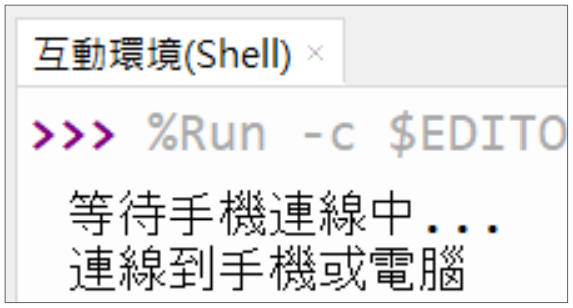 互動環境(Shell) ×
>>> %Run -c $EDITO
等待手機連線中...
連線到手機或電腦